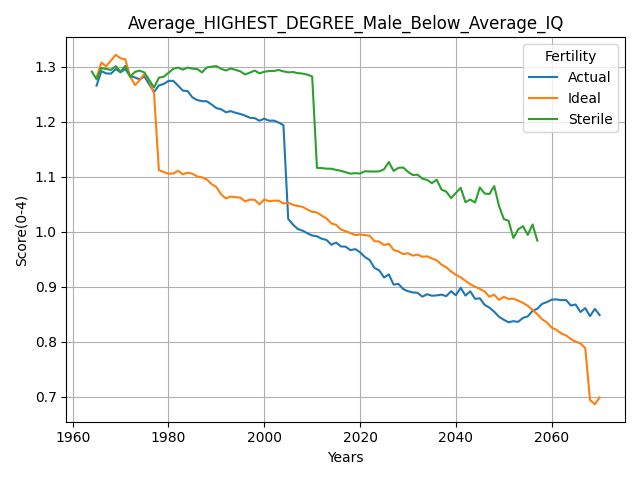 Average_HIGHEST_DEGREE_Male_Below_Average_IQ
Fertility
Actual
Ideal
Sterile
Score(0-4)
1.3
1.2
1.1
1.0
0.9
0.8
0.7
1960
1980
2000
2020
2040
2060
Years